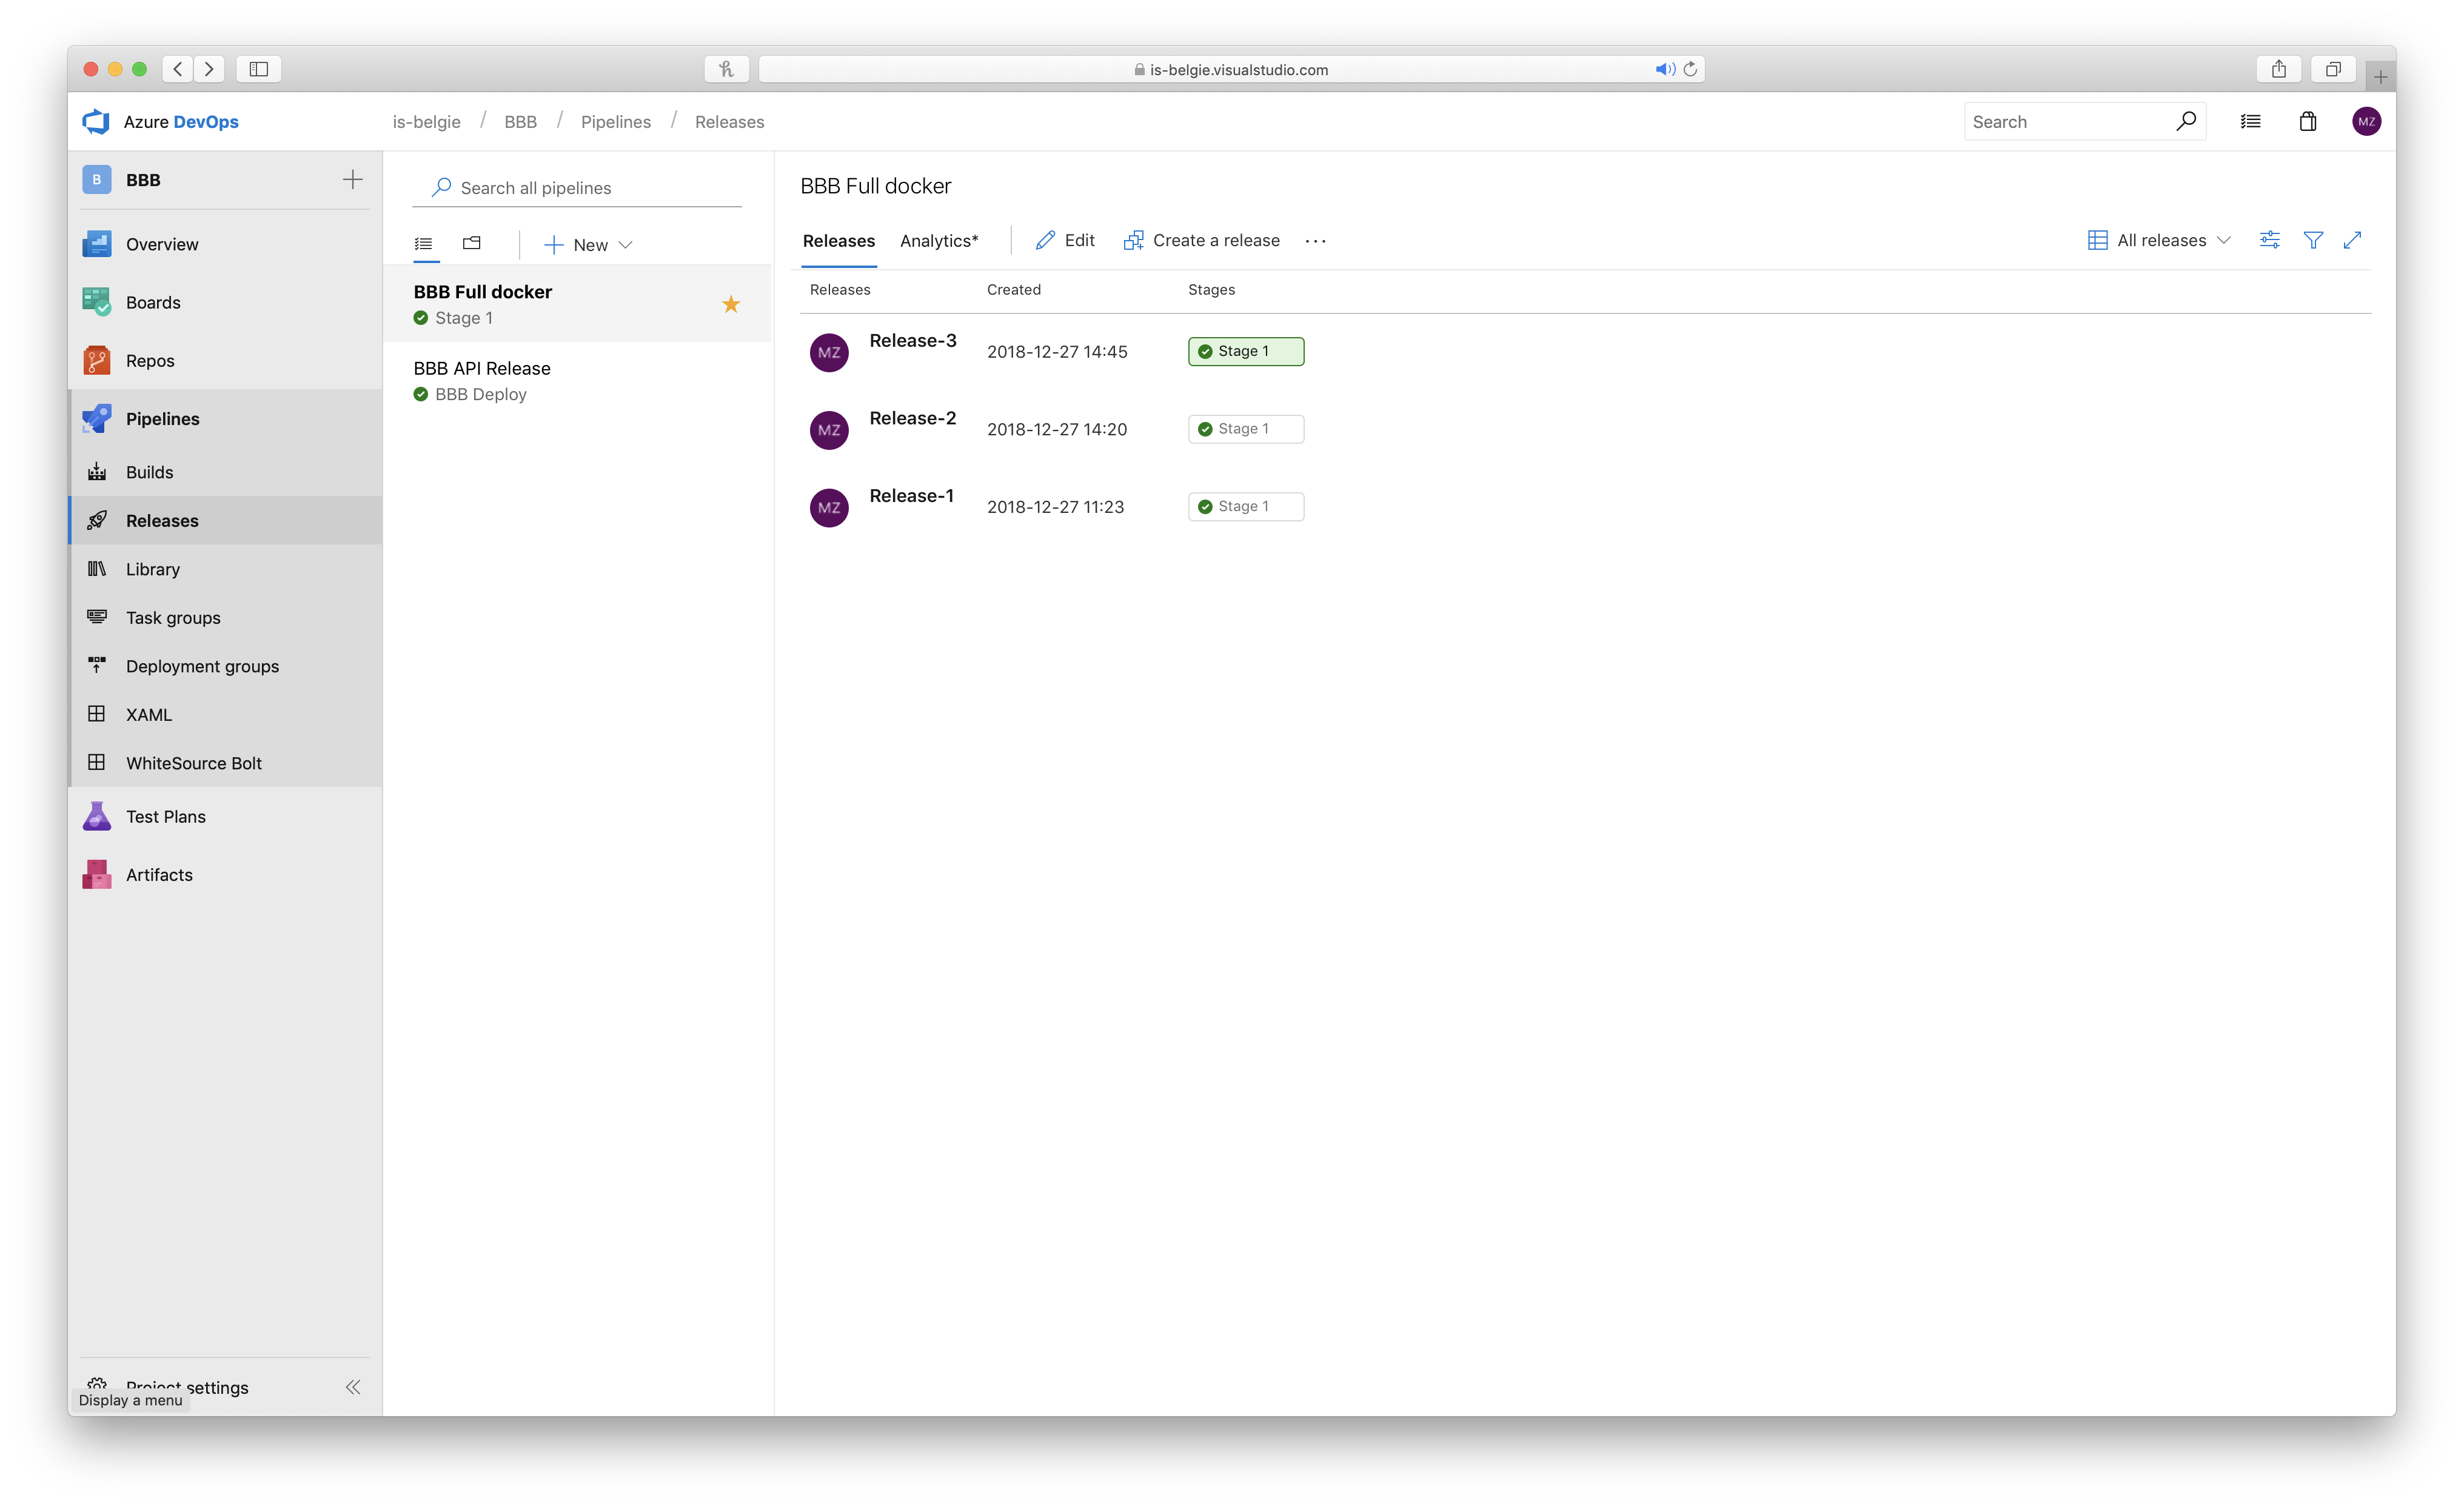 is-belgie.visualstudio.com
Azure DevOps
is-belgie / BBB / Pipelines / Releases
Search
MZ
B BBB
Overview
Boards
Repos
Pipelines
Builds
Releases
Library
Task groups
Deployment groups
XAML
WhiteSource Bolt
Test Plans
Artifacts
Project settings
Display a menu
Search all pipelines
New
BBB Full docker
Stage 1
BBB API Release
BBB Deploy
BBB Full docker
Releases Analytics* Edit Create a release ... All releases
Releases Created Stages
MZ Release-3 2018-12-27 14:45 Stage 1
MZ Release-2 2018-12-27 14:20 Stage 1
MZ Release-1 2018-12-27 11:23 Stage 1